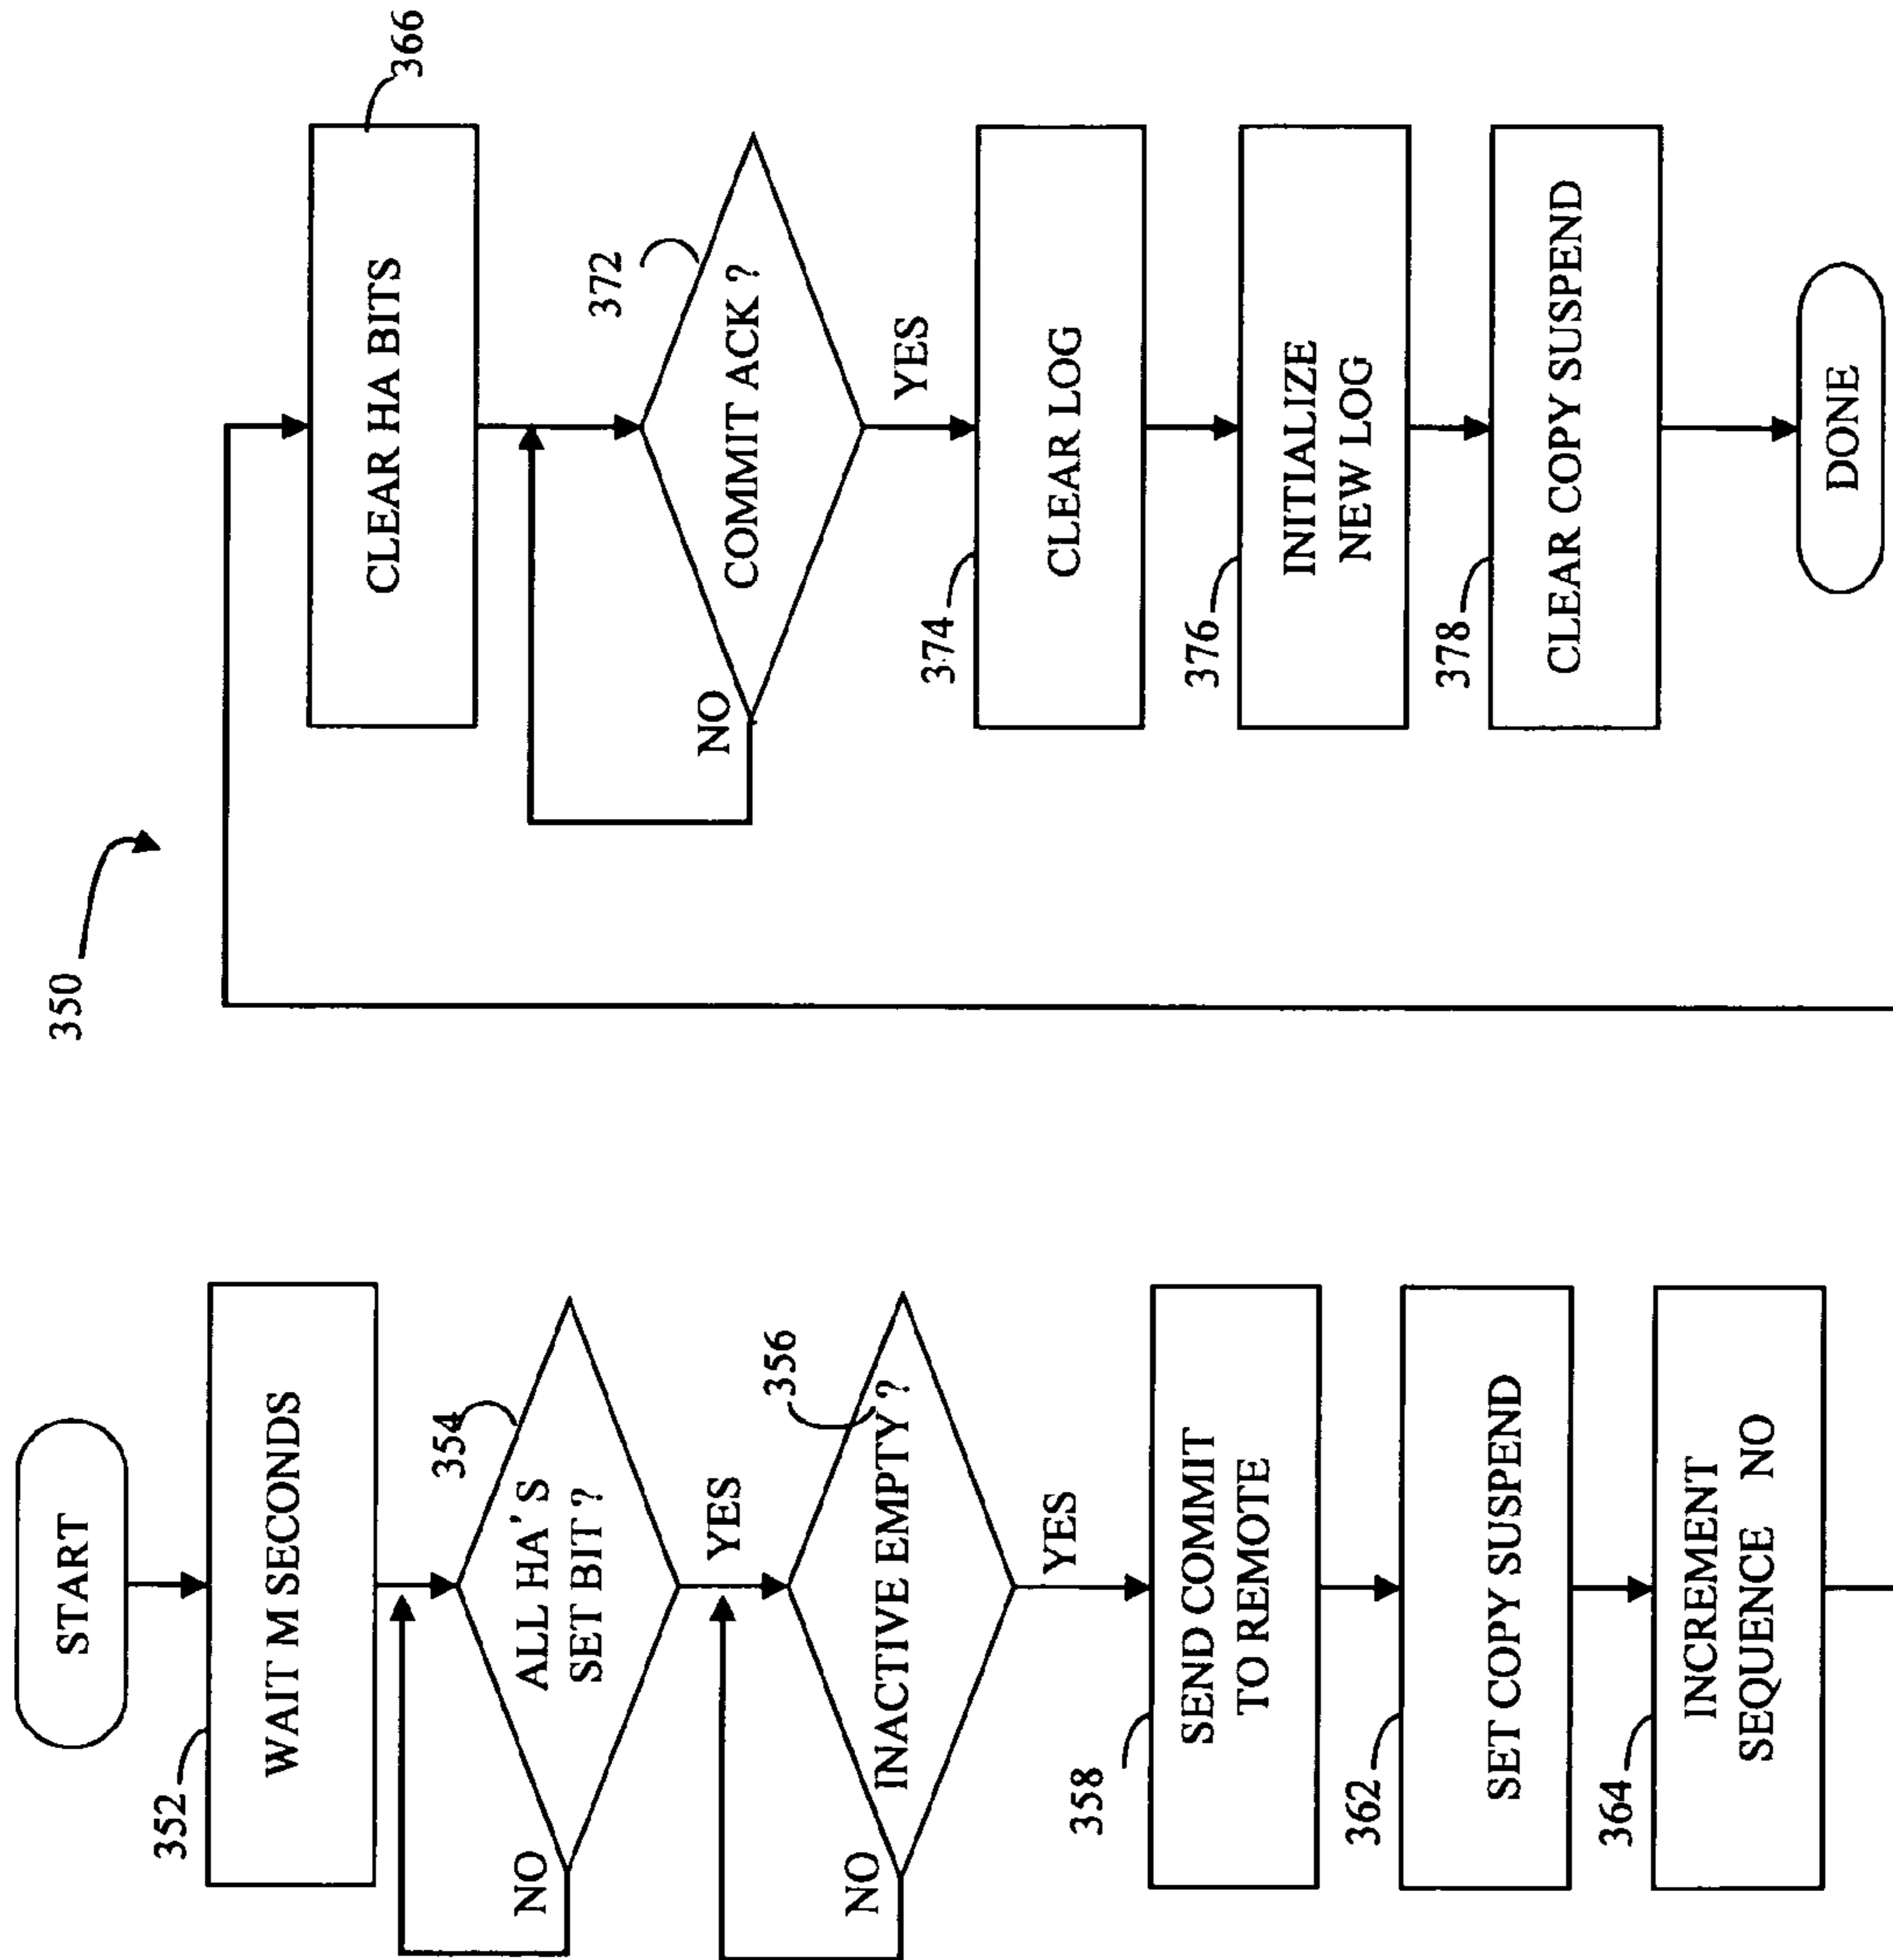 350
START
352
WAIT M SECONDS
354
ALL HA'S
SET BIT ?
NO
YES
356
INACTIVE EMPTY ?
NO
YES
358
SEND COMMIT
TO REMOTE
362
SET COPY SUSPEND
364
INCREMENT
SEQUENCE NO
366
CLEAR HA BITS
372
COMMIT ACK ?
NO
YES
374
CLEAR LOG
376
INITIALIZE
NEW LOG
378
CLEAR COPY SUSPEND
DONE